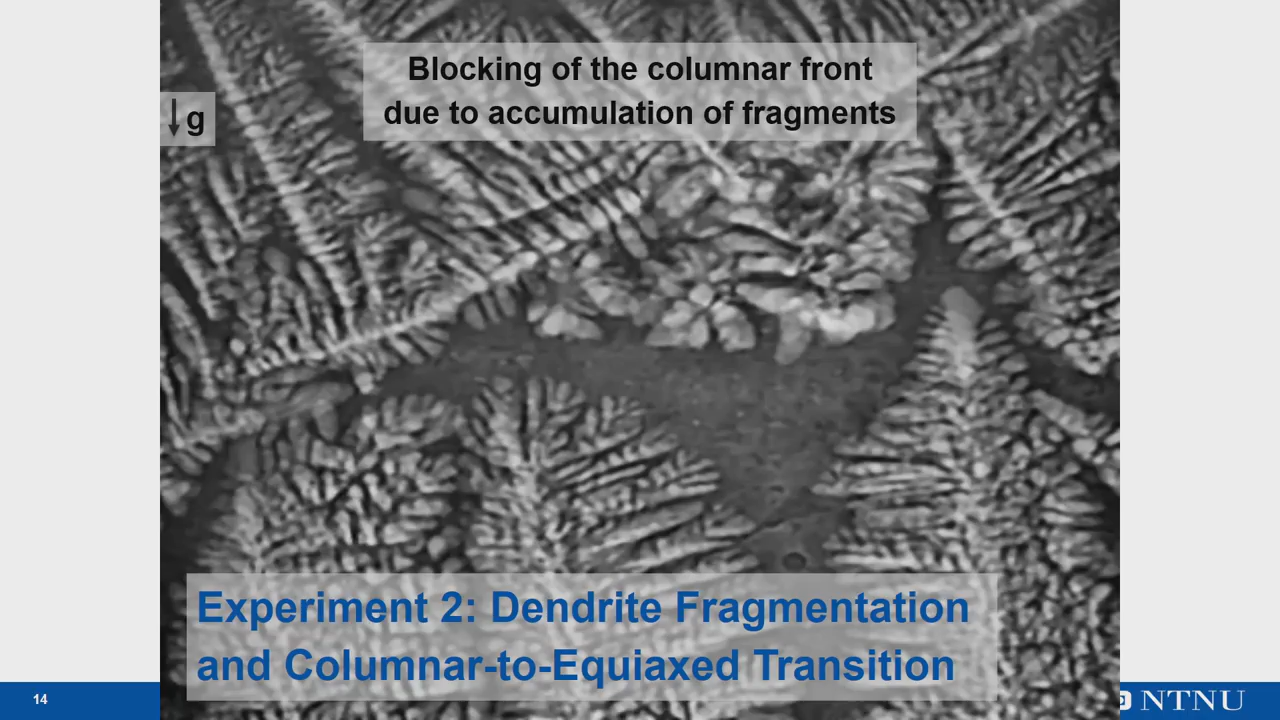 Blocking of the columnar front
due to accumulation of fragments
g
Experiment 2: Dendrite Fragmentation
and Columnar-to-Equiaxed Transition
14
NTNU